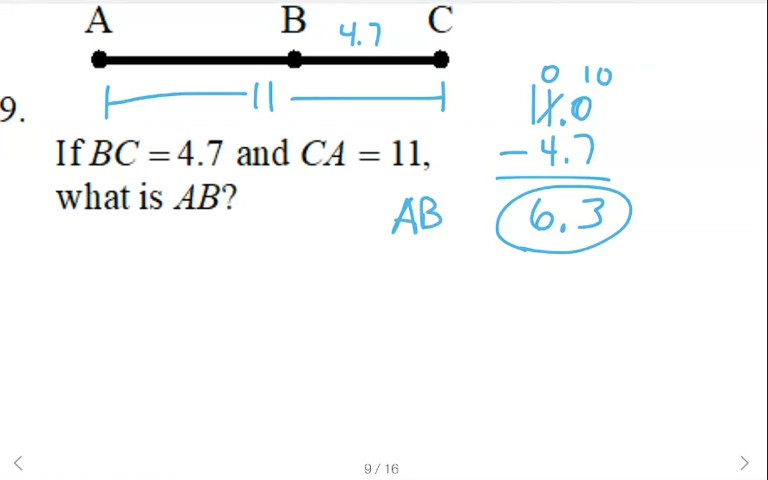 A B 4.7 C
0 10
11
11.0
9.
If BC = 4.7 and CA = 11,
- 4.7
what is AB?
AB 6.3
9 / 16